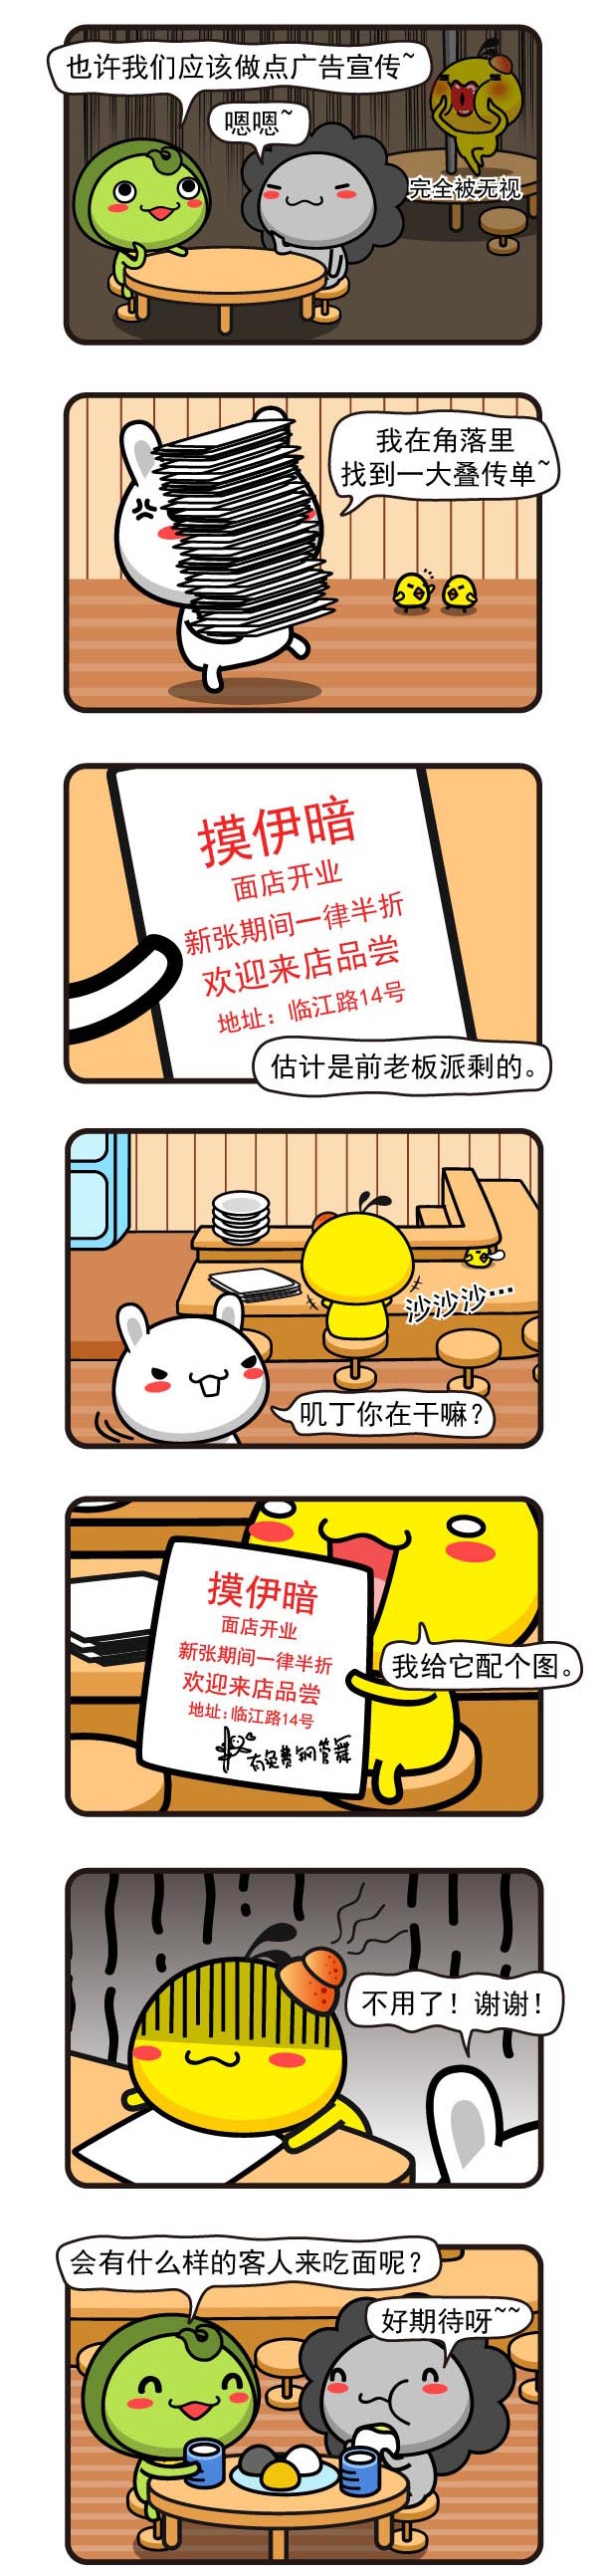 也许我们应该做点广告宣传~
嗯嗯~
完全被无视
我在角落里
找到一大叠传单~
摸伊暗
面店开业
新张期间一律半折
欢迎来店品尝
地址：临江路14号
估计是前老板派剩的。
沙沙沙…
叽丁你在干嘛？
摸伊暗
面店开业
新张期间一律半折
欢迎来店品尝
地址：临江路14号
有免费钢管舞
我给它配个图。
不用了！谢谢！
会有什么样的客人来吃面呢？
好期待呀~~